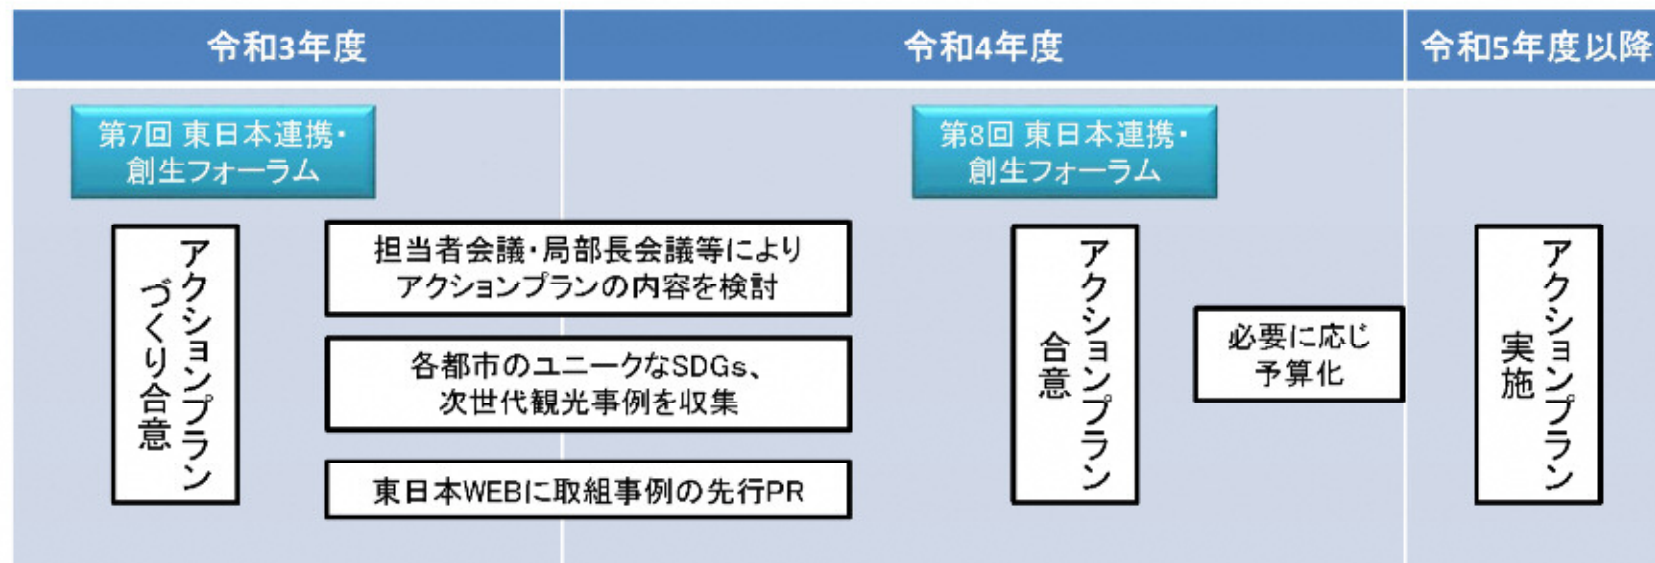 令和3年度
令和4年度
令和5年度以降
第7回 東日本連携・
創生フォーラム
第8回 東日本連携・
創生フォーラム
アクションプラン
づくり合意
担当者会議・局部長会議等により
アクションプランの内容を検討
各都市のユニークなSDGs、
次世代観光事例を収集
東日本WEBに取組事例の先行PR
アクションプラン
合意
必要に応じ
予算化
アクションプラン
実施